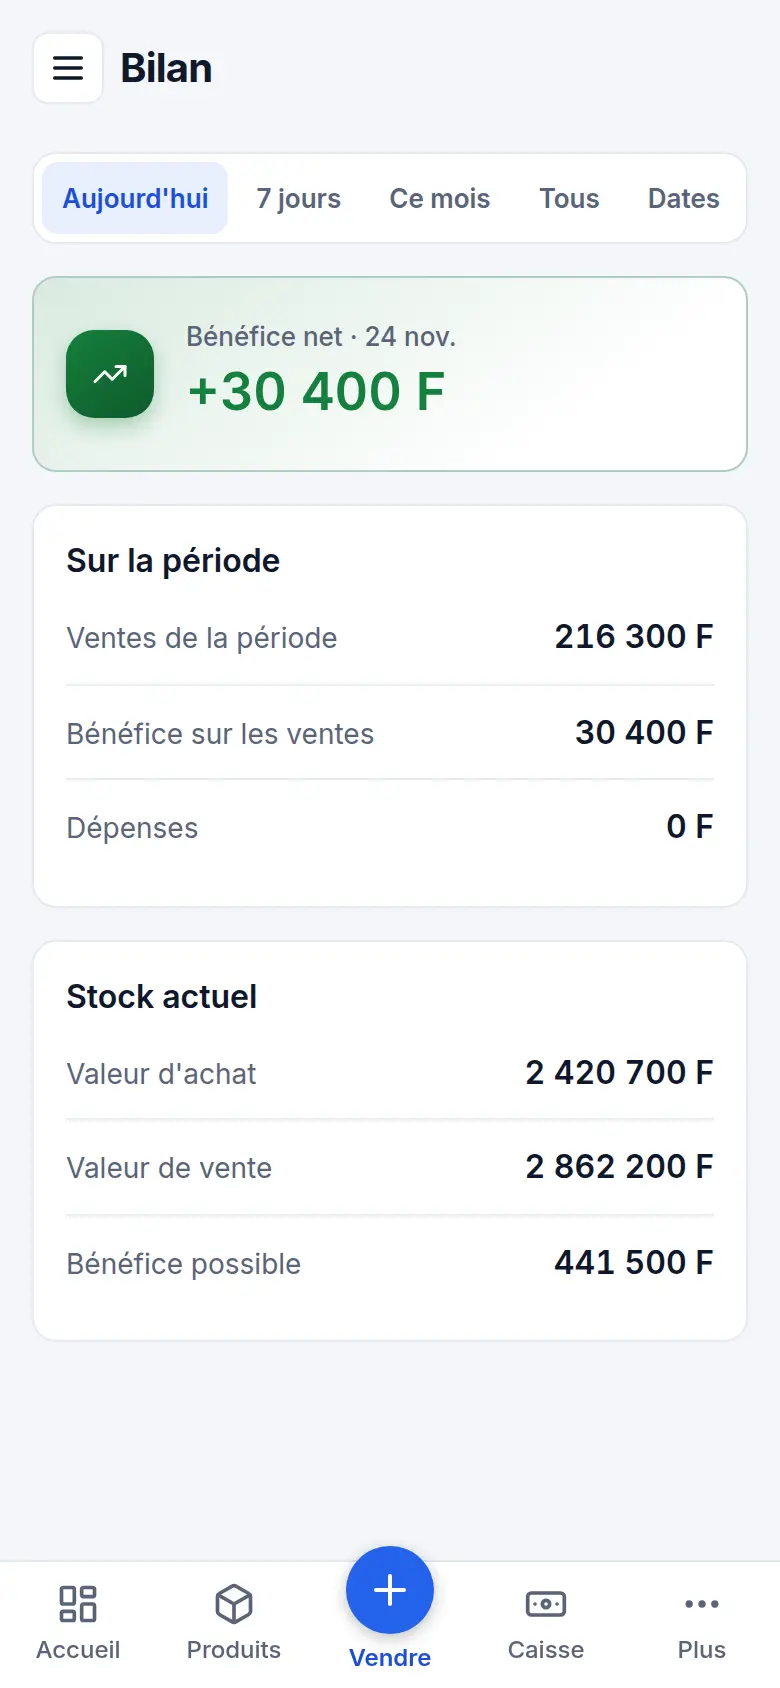 Bilan
Aujourd'hui 7 jours Ce mois Tous Dates
Bénéfice net · 24 nov.
+30 400 F
Sur la période
Ventes de la période 216 300 F
Bénéfice sur les ventes 30 400 F
Dépenses 0 F
Stock actuel
Valeur d'achat 2 420 700 F
Valeur de vente 2 862 200 F
Bénéfice possible 441 500 F
Accueil Produits Vendre Caisse Plus